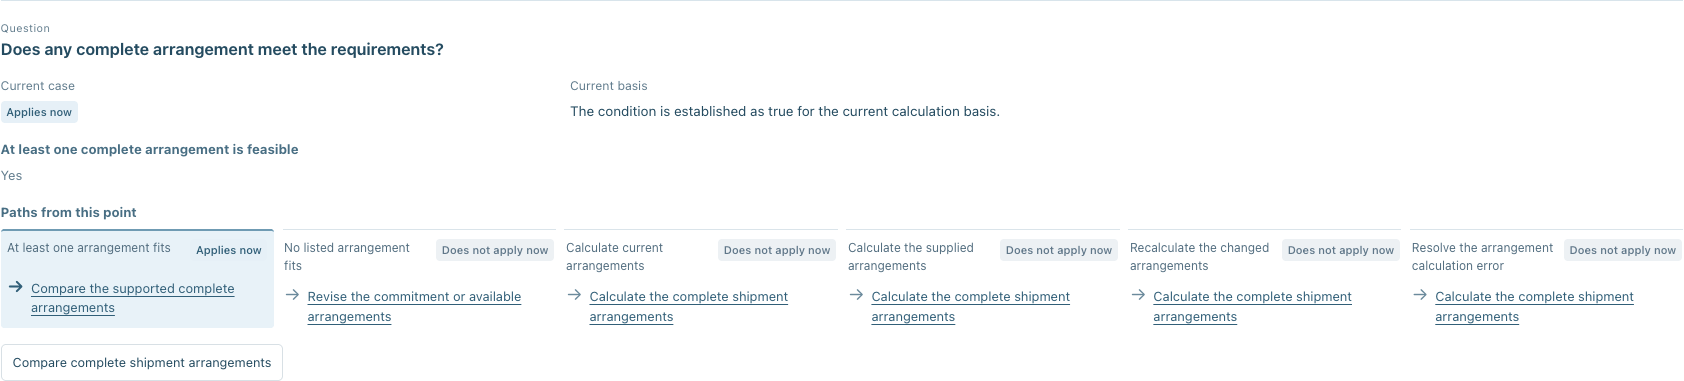 Question
Does any complete arrangement meet the requirements?
Current case
Current basis
Applies now
The condition is established as true for the current calculation basis.
At least one complete arrangement is feasible
Yes
Paths from this point
At least one arrangement fits
Applies now
→ Compare the supported complete
arrangements
No listed arrangement
fits
Does not apply now
→ Revise the commitment or available
arrangements
Calculate current
arrangements
Does not apply now
→ Calculate the complete shipment
arrangements
Calculate the supplied
arrangements
Does not apply now
→ Calculate the complete shipment
arrangements
Recalculate the changed
arrangements
Does not apply now
→ Calculate the complete shipment
arrangements
Resolve the arrangement
calculation error
Does not apply now
→ Calculate the complete shipment
arrangements
Compare complete shipment arrangements